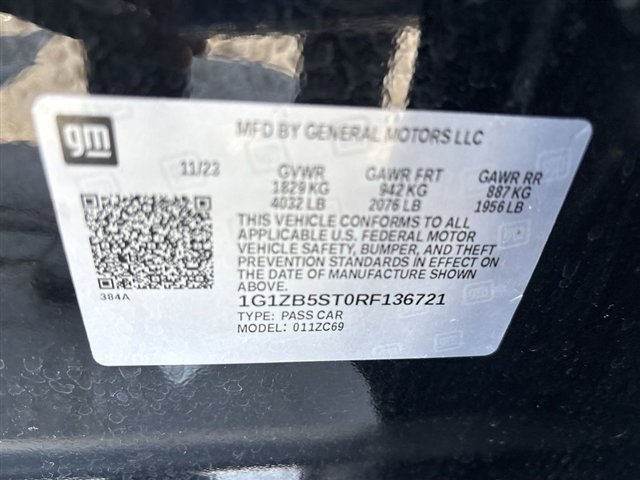 gm
MFD BY GENERAL MOTORS LLC
11/23 GVWR GAWR FRT GAWR RR
1829 KG 942 KG 887 KG
4032 LB 2076 LB 1956 LB
THIS VEHICLE CONFORMS TO ALL
APPLICABLE U.S. FEDERAL MOTOR
VEHICLE SAFETY, BUMPER, AND THEFT
PREVENTION STANDARDS IN EFFECT ON
THE DATE OF MANUFACTURE SHOWN
ABOVE.
384A
1G1ZB5ST0RF136721
TYPE: PASS CAR
MODEL: 011ZC69